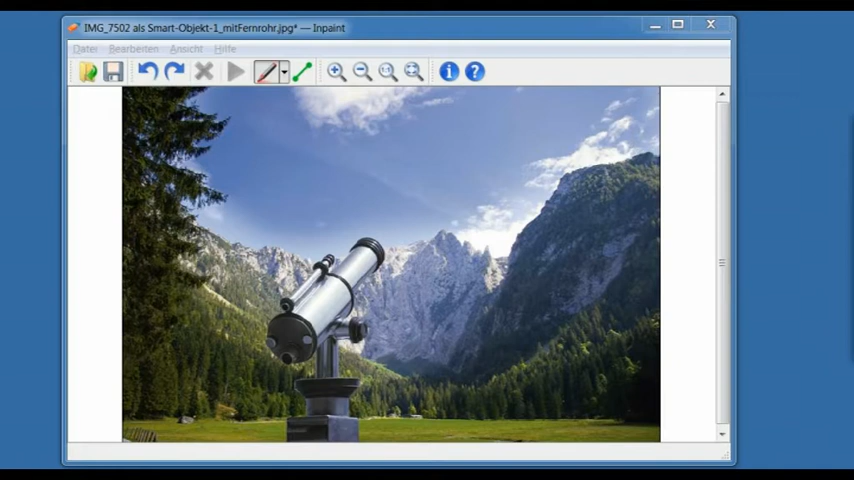 IMG_7502 als Smart-Objekt-1_mitFernrohr.jpg* — Inpaint
Datei Bearbeiten Ansicht Hilfe